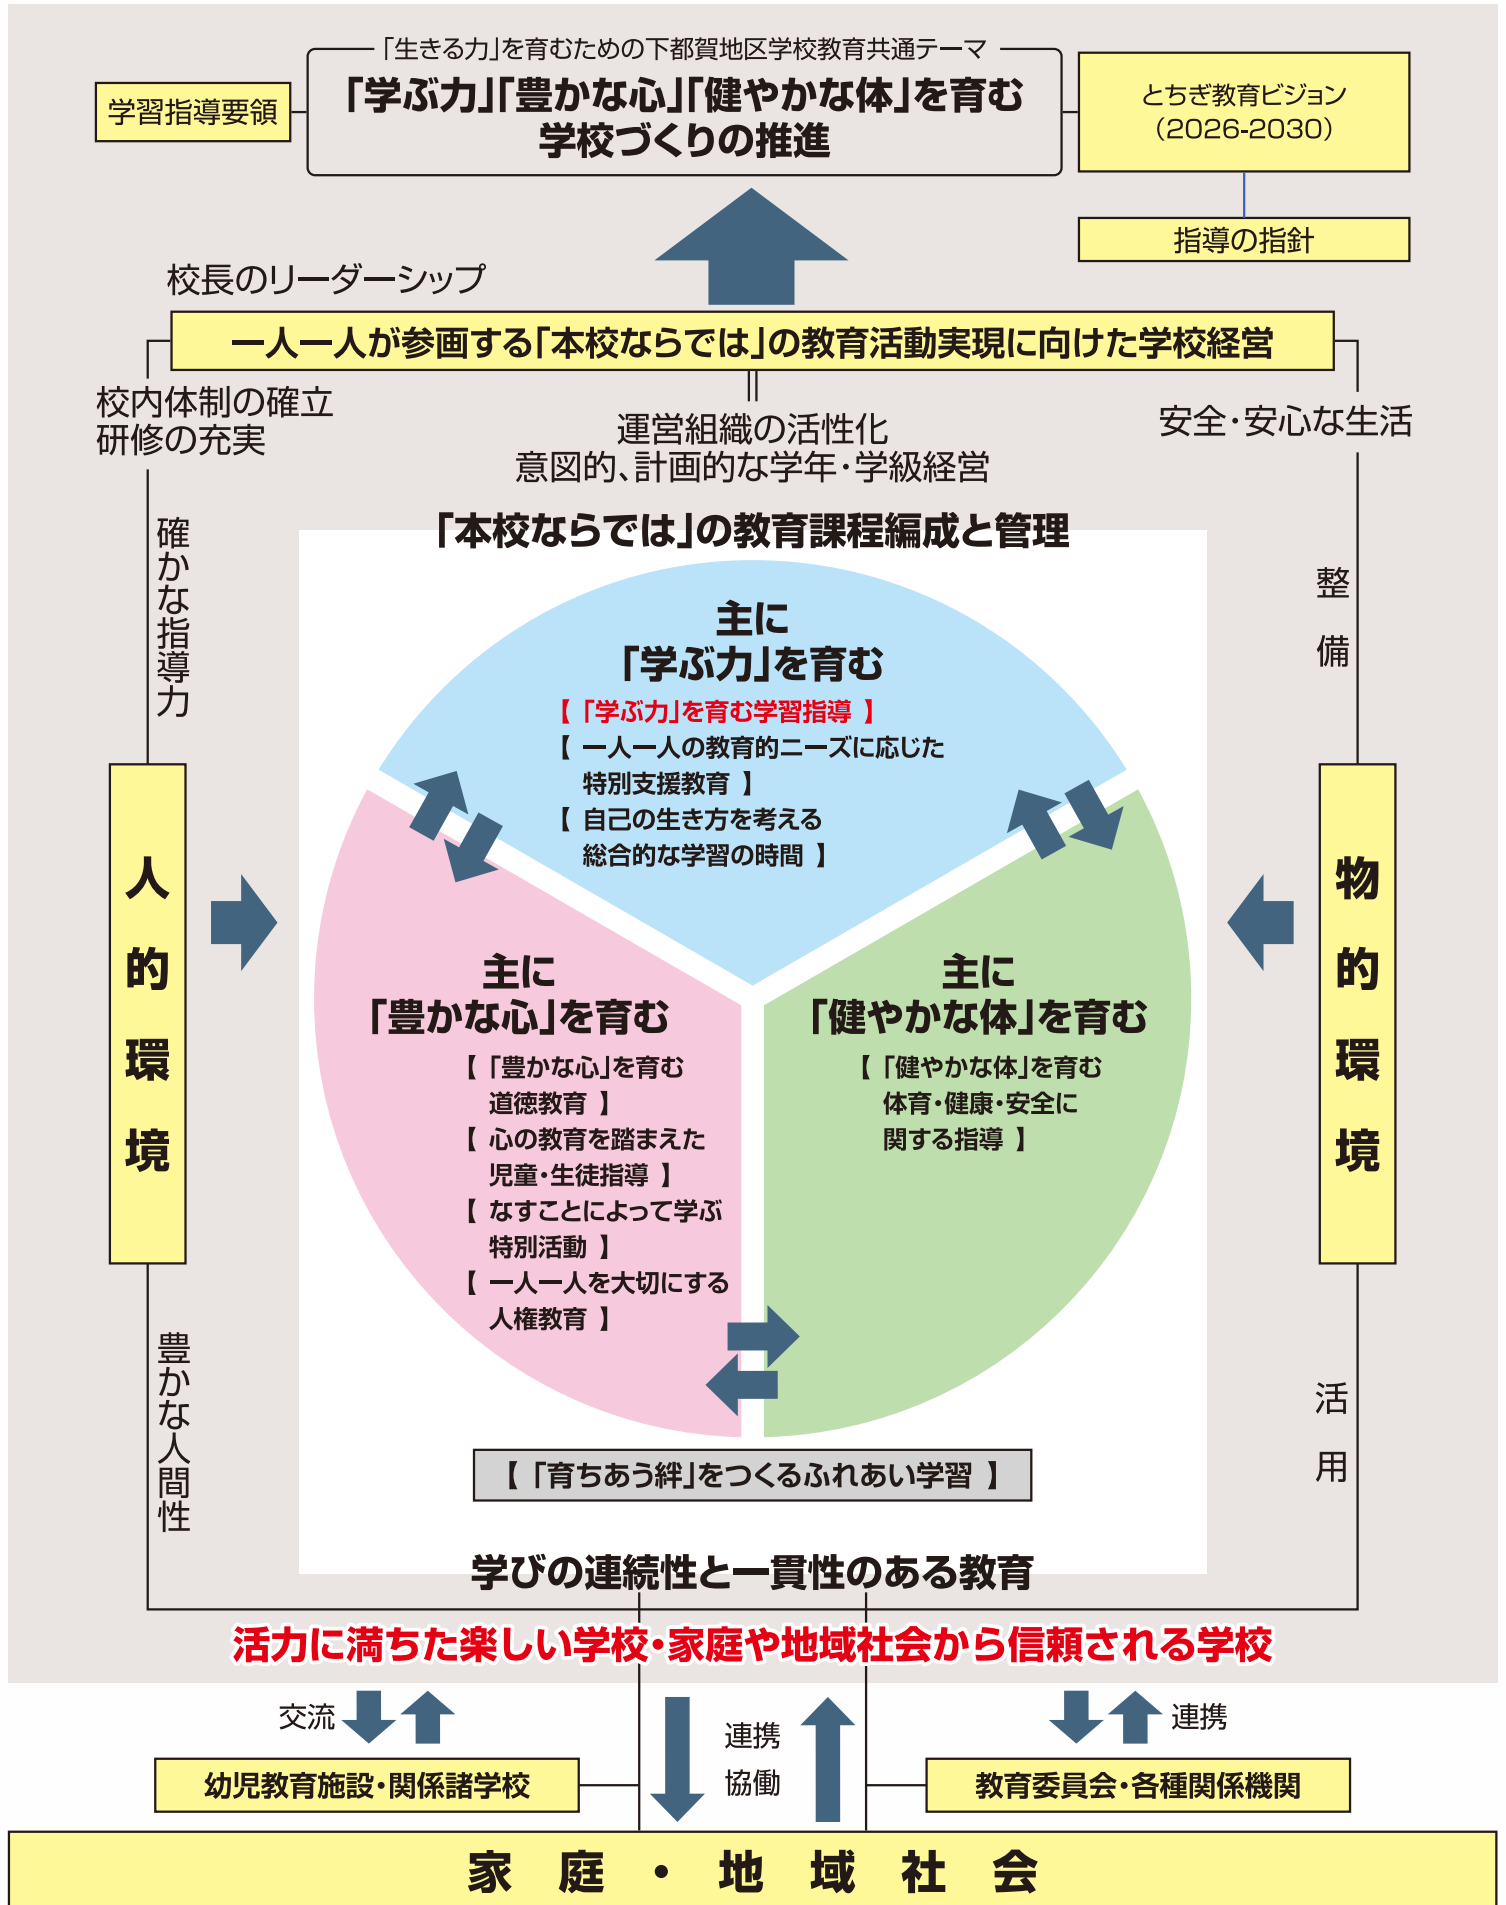 「生きる力」を育むための下都賀地区学校教育共通テーマ
「学ぶ力」「豊かな心」「健やかな体」を育む
学校づくりの推進
学習指導要領
とちぎ教育ビジョン
（2026-2030）
指導の指針
校長のリーダーシップ
一人一人が参画する「本校ならでは」の教育活動実現に向けた学校経営
校内体制の確立
研修の充実
運営組織の活性化
意図的、計画的な学年・学級経営
安全・安心な生活
確かな指導力
人的環境
豊かな人間性
「本校ならでは」の教育課程編成と管理
主に
「学ぶ力」を育む
【「学ぶ力」を育む学習指導 】
【 一人一人の教育的ニーズに応じた
特別支援教育 】
【 自己の生き方を考える
総合的な学習の時間 】
主に
「豊かな心」を育む
【「豊かな心」を育む
道徳教育 】
【 心の教育を踏まえた
児童・生徒指導 】
【 なすことによって学ぶ
特別活動 】
【 一人一人を大切にする
人権教育 】
主に
「健やかな体」を育む
【「健やかな体」を育む
体育・健康・安全に
関する指導 】
整備
物的環境
活用
【「育ちあう絆」をつくるふれあい学習 】
学びの連続性と一貫性のある教育
活力に満ちた楽しい学校・家庭や地域社会から信頼される学校
交流
連携
協働
連携
幼児教育施設・関係諸学校
教育委員会・各種関係機関
家庭・地域社会